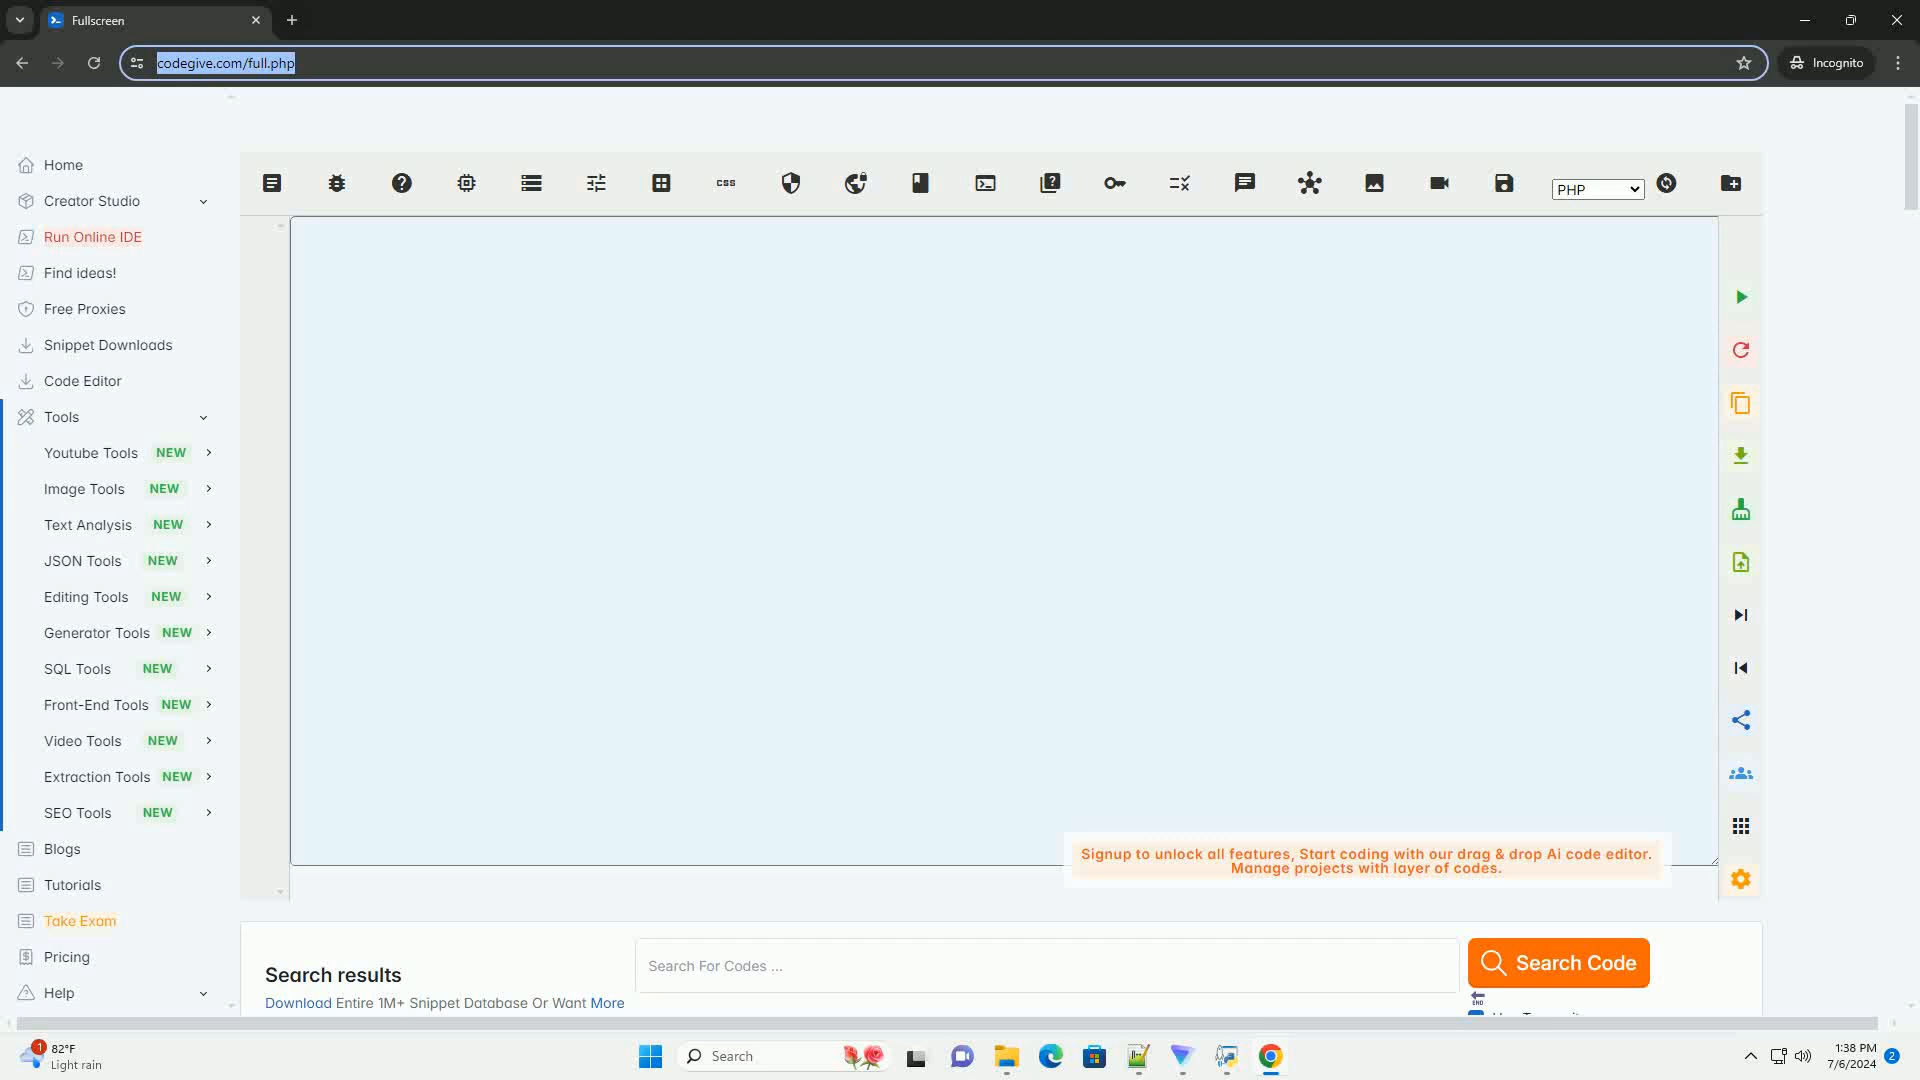 Fullscreen
codegive.com/full.php
Incognito
Home
Creator Studio
Run Online IDE
Find ideas!
Free Proxies
Snippet Downloads
Code Editor
Tools
Youtube Tools NEW
Image Tools NEW
Text Analysis NEW
JSON Tools NEW
Editing Tools NEW
Generator Tools NEW
SQL Tools NEW
Front-End Tools NEW
Video Tools NEW
Extraction Tools NEW
SEO Tools NEW
Blogs
Tutorials
Take Exam
Pricing
Help
css
PHP
Signup to unlock all features, Start coding with our drag & drop Ai code editor.
Manage projects with layer of codes.
Search results
Download Entire 1M+ Snippet Database Or Want More
Search For Codes ...
Search Code
END
1
82°F
Light rain
Search
1:38 PM
7/6/2024
2